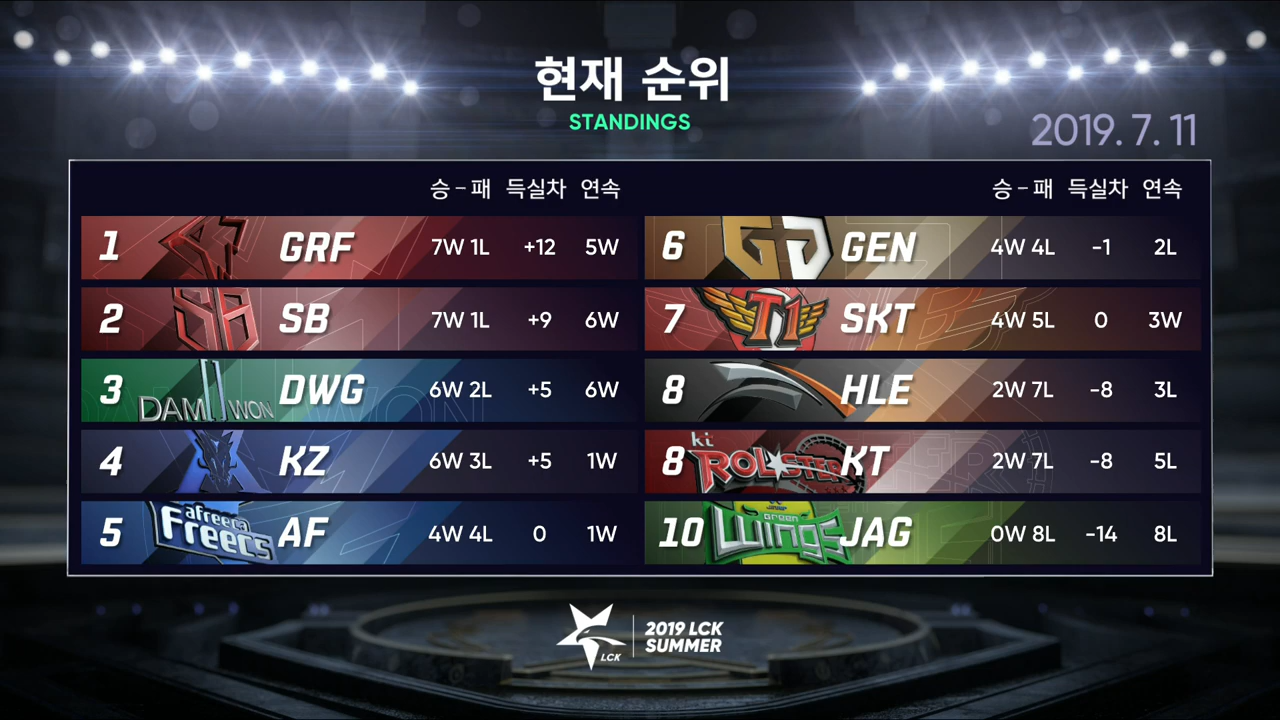 현재 순위
STANDINGS
2019. 7. 11
승 - 패 득실차 연속
1 GRF 7W 1L +12 5W
2 SB SB 7W 1L +9 6W
3 DAMWON DWG 6W 2L +5 6W
4 KZ 6W 3L +5 1W
5 afreeca Freecs AF 4W 4L 0 1W
승 - 패 득실차 연속
6 GEN 4W 4L -1 2L
7 T1 SKT 4W 5L 0 3W
8 HLE 2W 7L -8 3L
8 kt ROLSTER KT 2W 7L -8 5L
10 Green Wings JAG 0W 8L -14 8L
LCK
2019 LCK
SUMMER